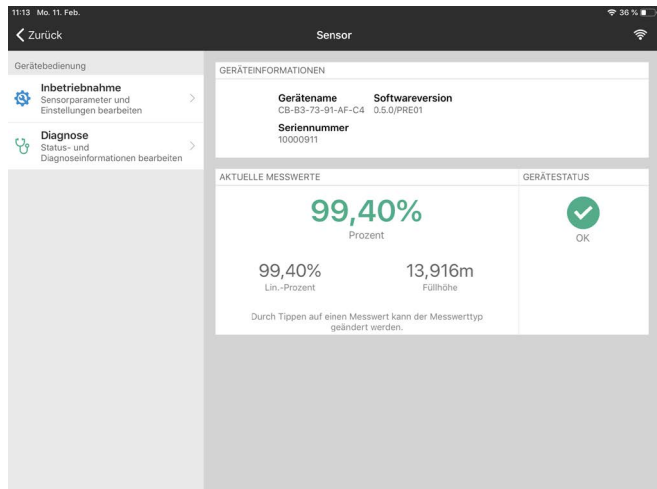 11:13 Mo. 11. Feb.
36 %
Zurück
Sensor
Gerätebedienung
Inbetriebnahme
Sensorparameter und
Einstellungen bearbeiten
Diagnose
Status- und
Diagnoseinformationen bearbeiten
GERÄTEINFORMATIONEN
Gerätename Softwareversion
CB-B3-73-91-AF-C4 0.5.0/PRE01
Seriennummer
10000911
AKTUELLE MESSWERTE
99,40%
Prozent
99,40% 13,916m
Lin.-Prozent Füllhöhe
Durch Tippen auf einen Messwert kann der Messwerttyp
geändert werden.
GERÄTESTATUS
OK